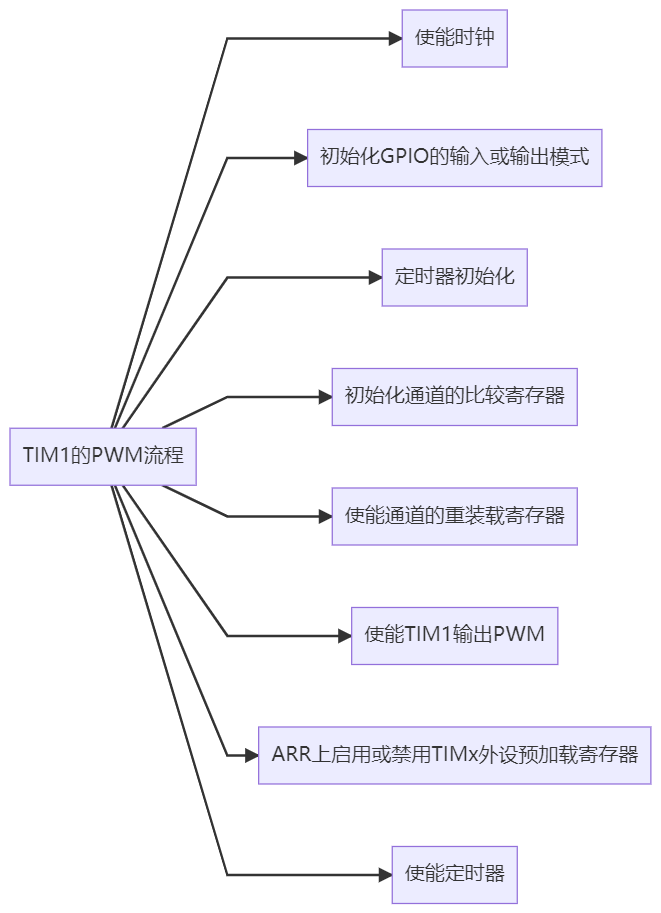 使能时钟
初始化GPIO的输入或输出模式
定时器初始化
初始化通道的比较寄存器
TIM1的PWM流程
使能通道的重装载寄存器
使能TIM1输出PWM
ARR上启用或禁用TIMx外设预加载寄存器
使能定时器